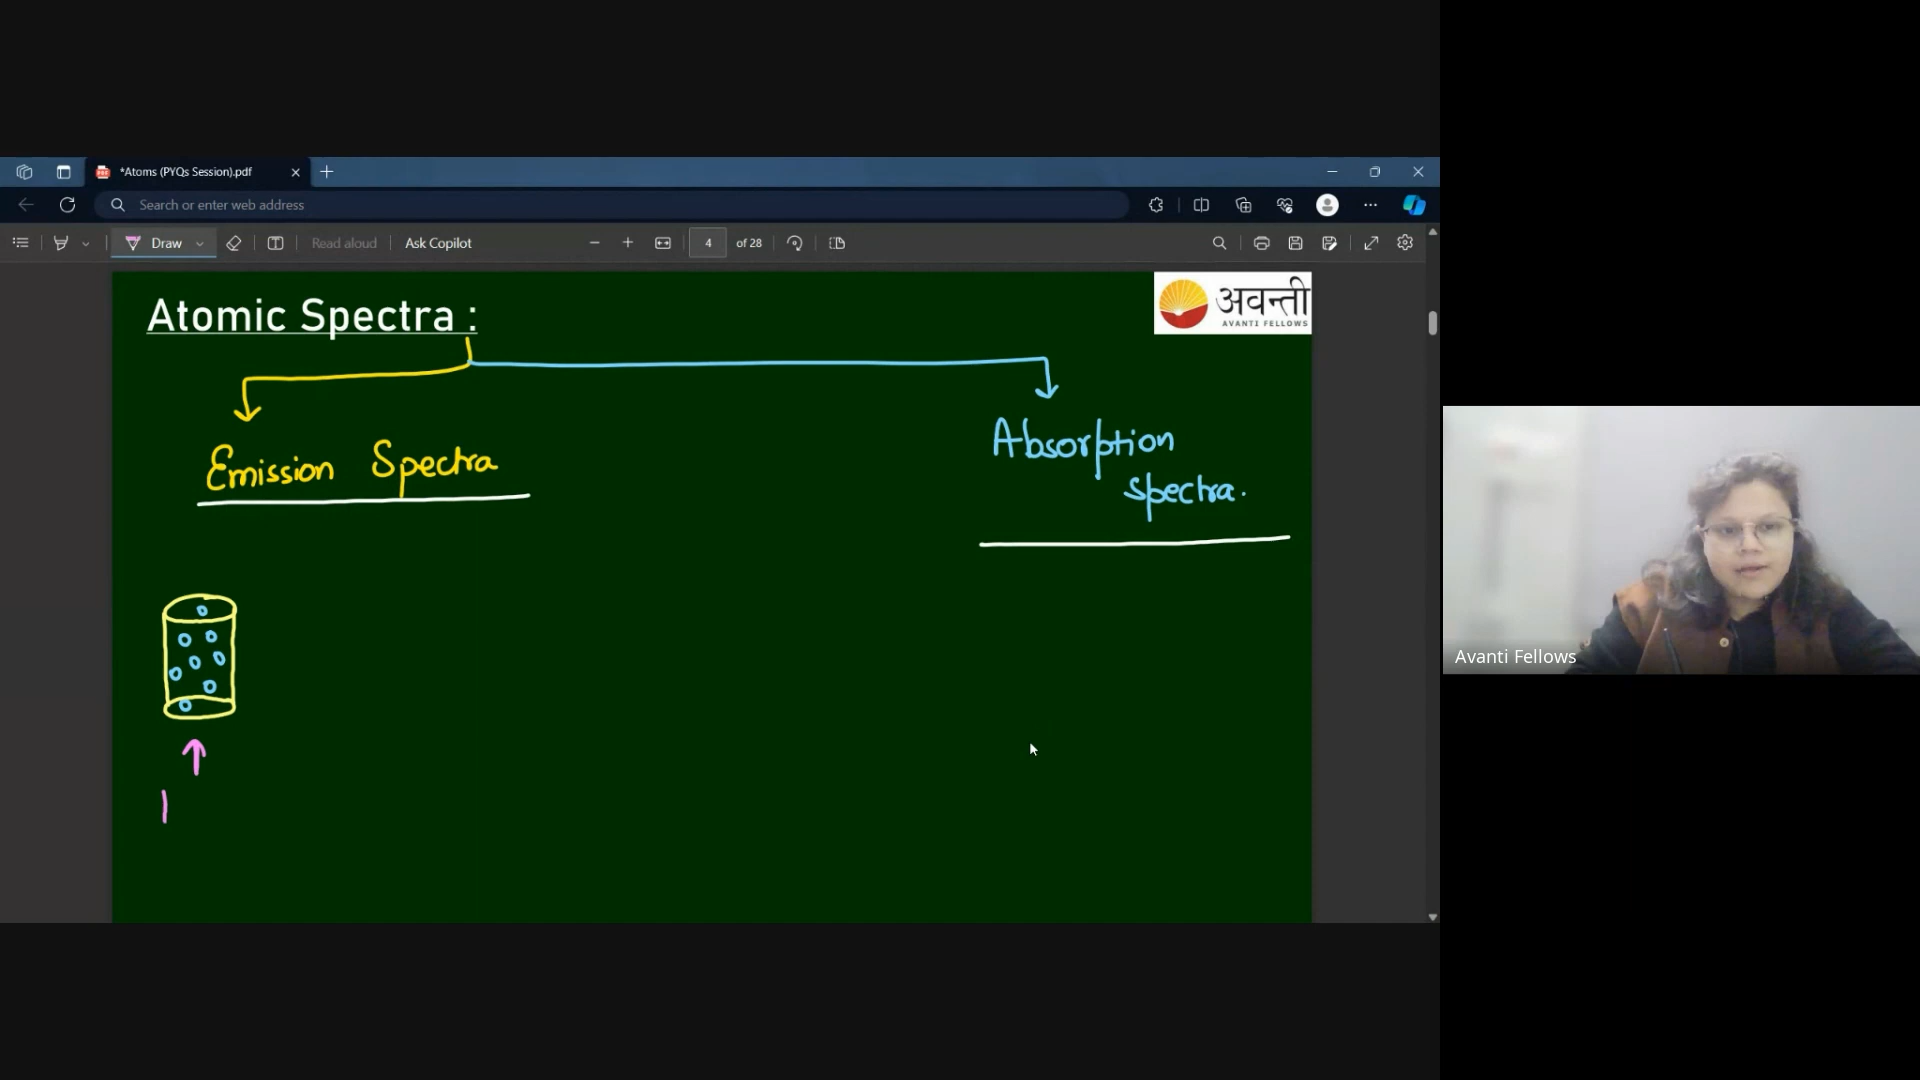 *Atoms (PYQs Session).pdf
Search or enter web address
Draw
Read aloud
Ask Copilot
4
of 28
Atomic Spectra :
अवन्ती
AVANTI FELLOWS
Emission Spectra
Absorption
spectra.
Avanti Fellows